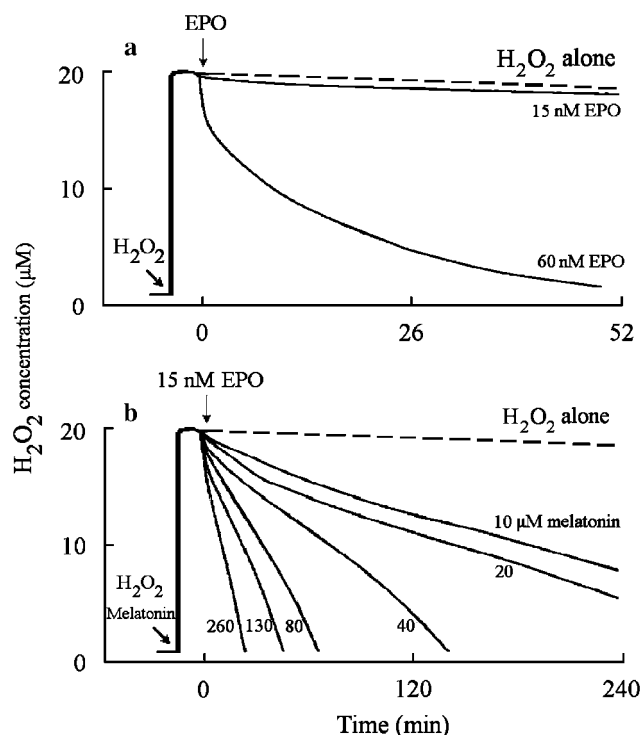 EPO
a
20
H₂O₂ alone
15 nM EPO
10
H₂O₂
60 nM EPO
0
0 26 52
H₂O₂ concentration (µM)
15 nM EPO
b
20
H₂O₂ alone
10 µM melatonin
20
10
H₂O₂
Melatonin
260 130 80 40
0
0 120 240
Time (min)